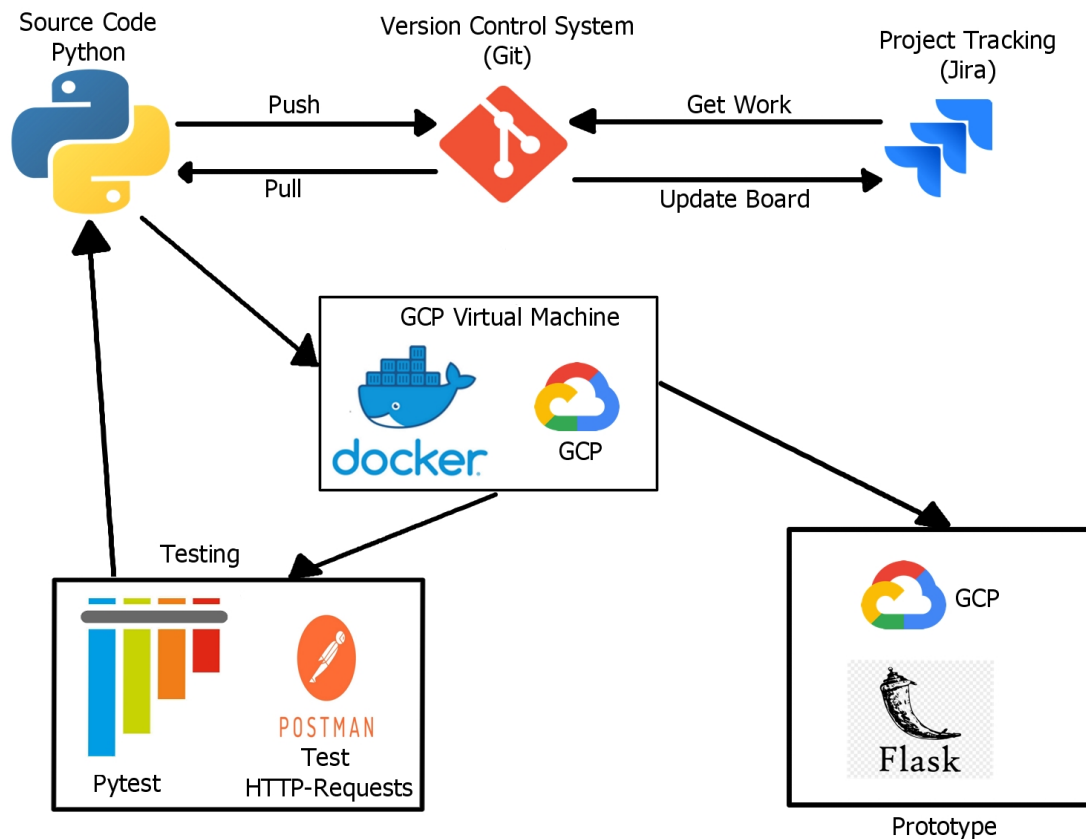 Source Code
Python
Version Control System
(Git)
Project Tracking
(Jira)
Push
Get Work
Pull
Update Board
GCP Virtual Machine
docker.
GCP
Testing
GCP
POSTMAN
Test
Pytest
HTTP-Requests
Flask
Prototype